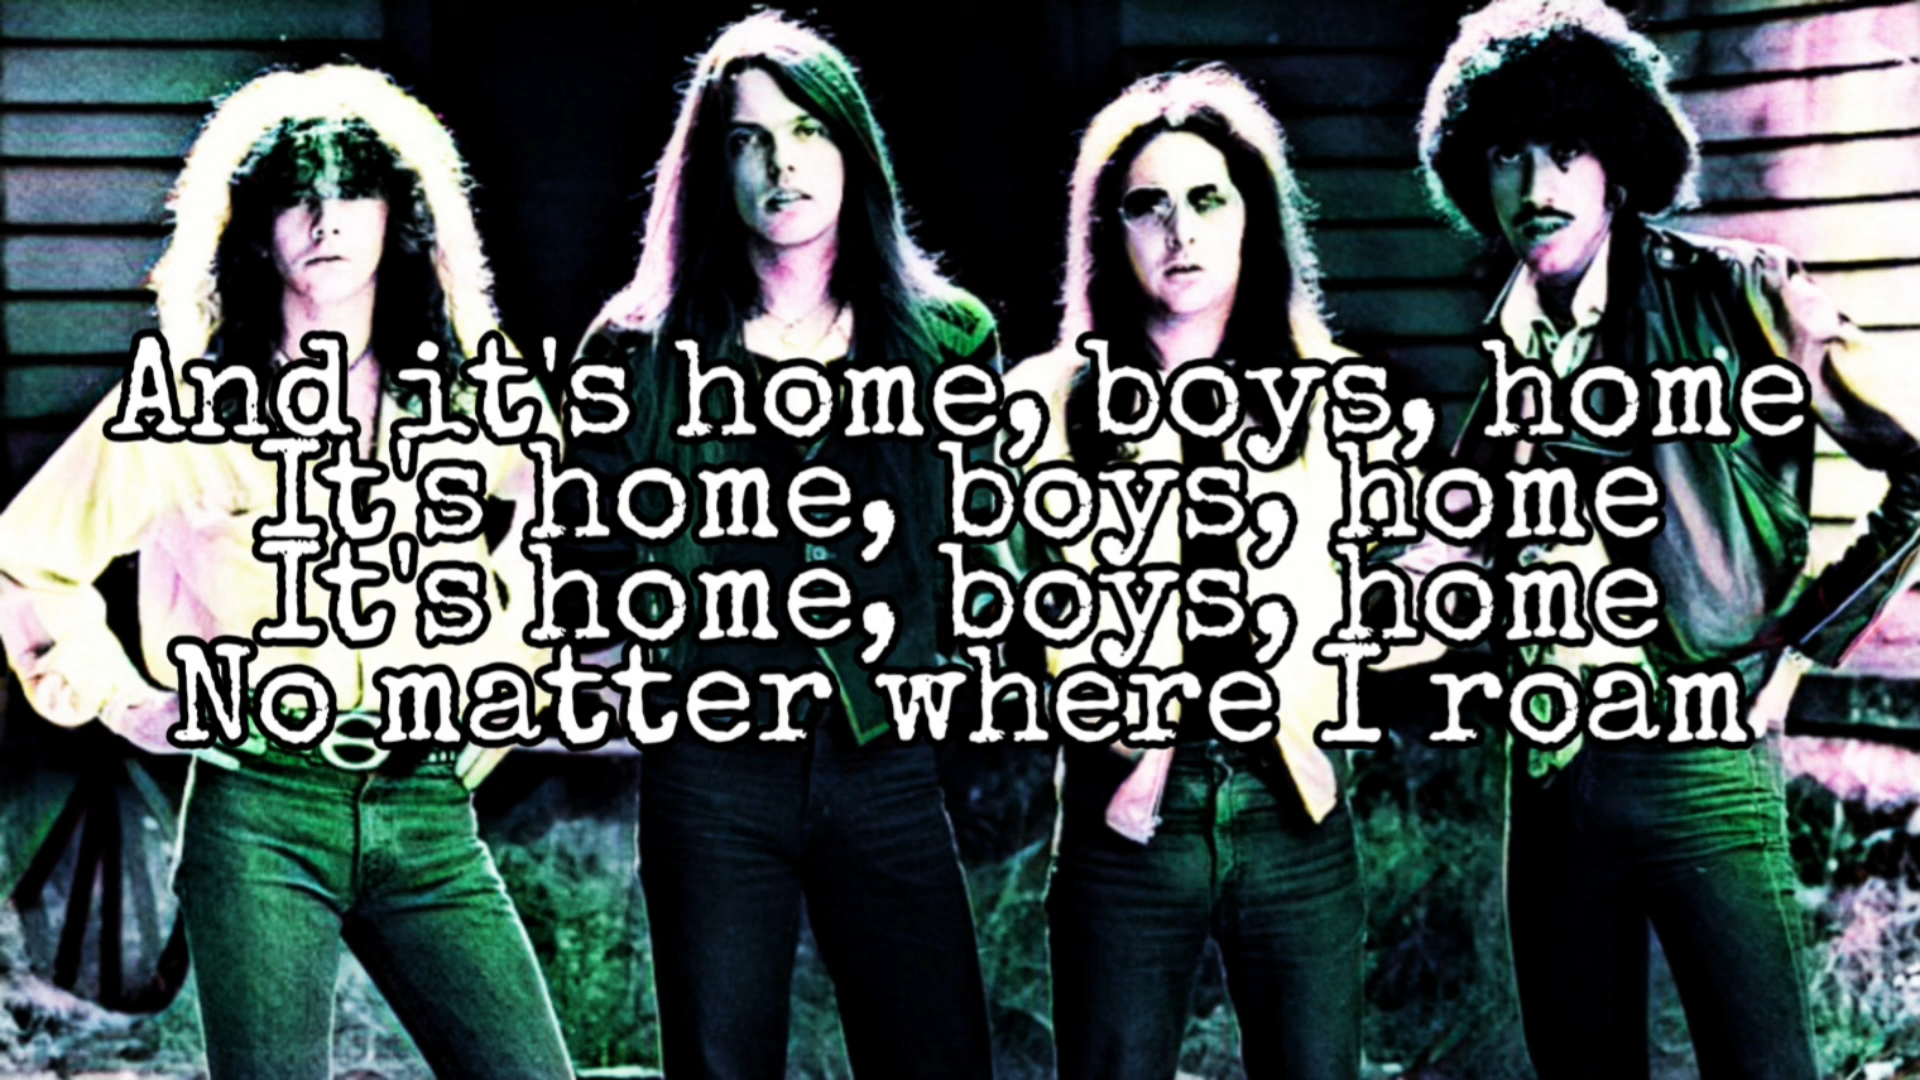 And it's home, boys, home
It's home, boys, home
It's home, boys, home
No matter where I roam